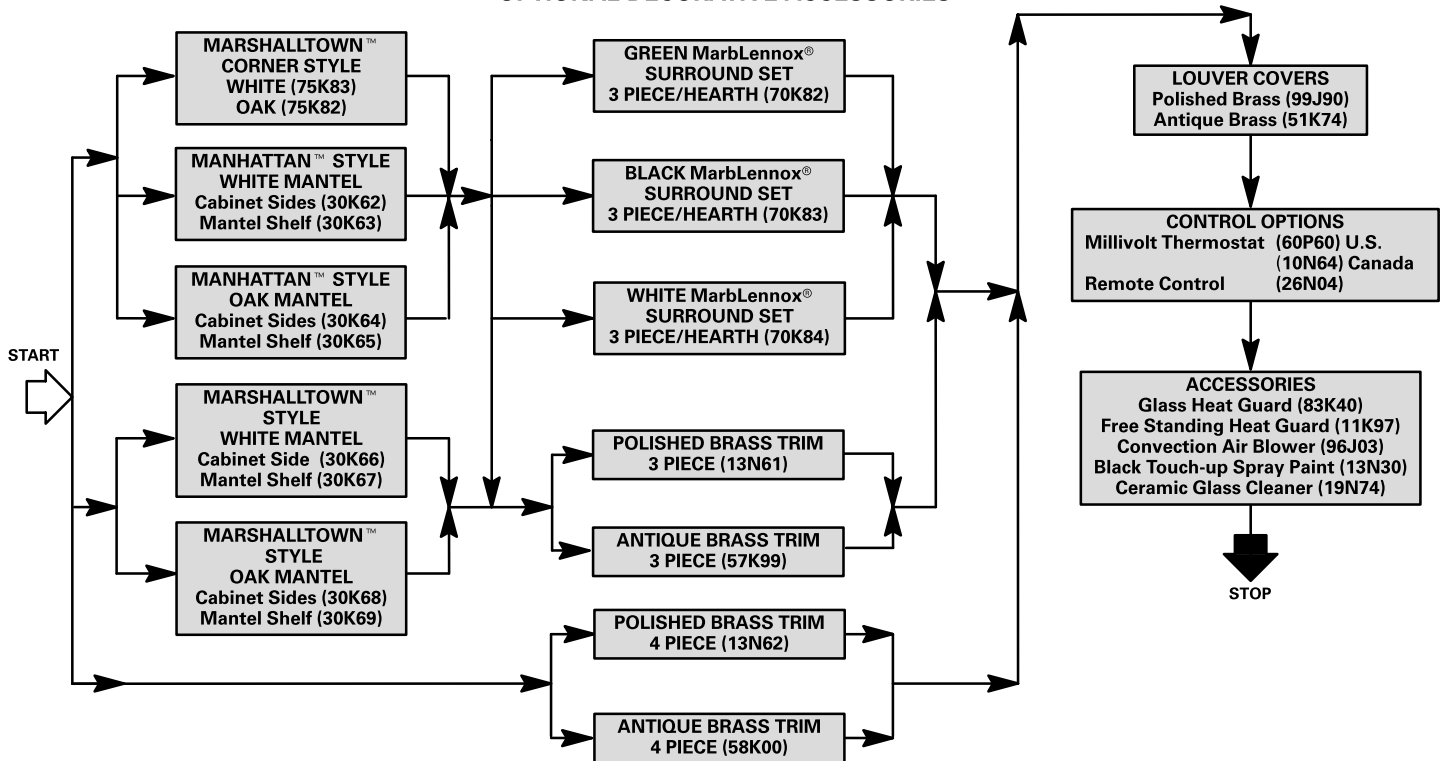 START
MARSHALLTOWN™
CORNER STYLE
WHITE (75K83)
OAK (75K82)
MANHATTAN™ STYLE
WHITE MANTEL
Cabinet Sides (30K62)
Mantel Shelf (30K63)
MANHATTAN™ STYLE
OAK MANTEL
Cabinet Sides (30K64)
Mantel Shelf (30K65)
MARSHALLTOWN™
STYLE
WHITE MANTEL
Cabinet Side (30K66)
Mantel Shelf (30K67)
MARSHALLTOWN™
STYLE
OAK MANTEL
Cabinet Sides (30K68)
Mantel Shelf (30K69)
GREEN MarbLennox®
SURROUND SET
3 PIECE/HEARTH (70K82)
BLACK MarbLennox®
SURROUND SET
3 PIECE/HEARTH (70K83)
WHITE MarbLennox®
SURROUND SET
3 PIECE/HEARTH (70K84)
POLISHED BRASS TRIM
3 PIECE (13N61)
ANTIQUE BRASS TRIM
3 PIECE (57K99)
POLISHED BRASS TRIM
4 PIECE (13N62)
ANTIQUE BRASS TRIM
4 PIECE (58K00)
LOUVER COVERS
Polished Brass (99J90)
Antique Brass (51K74)
CONTROL OPTIONS
Millivolt Thermostat (60P60) U.S.
(10N64) Canada
Remote Control (26N04)
ACCESSORIES
Glass Heat Guard (83K40)
Free Standing Heat Guard (11K97)
Convection Air Blower (96J03)
Black Touch-up Spray Paint (13N30)
Ceramic Glass Cleaner (19N74)
STOP